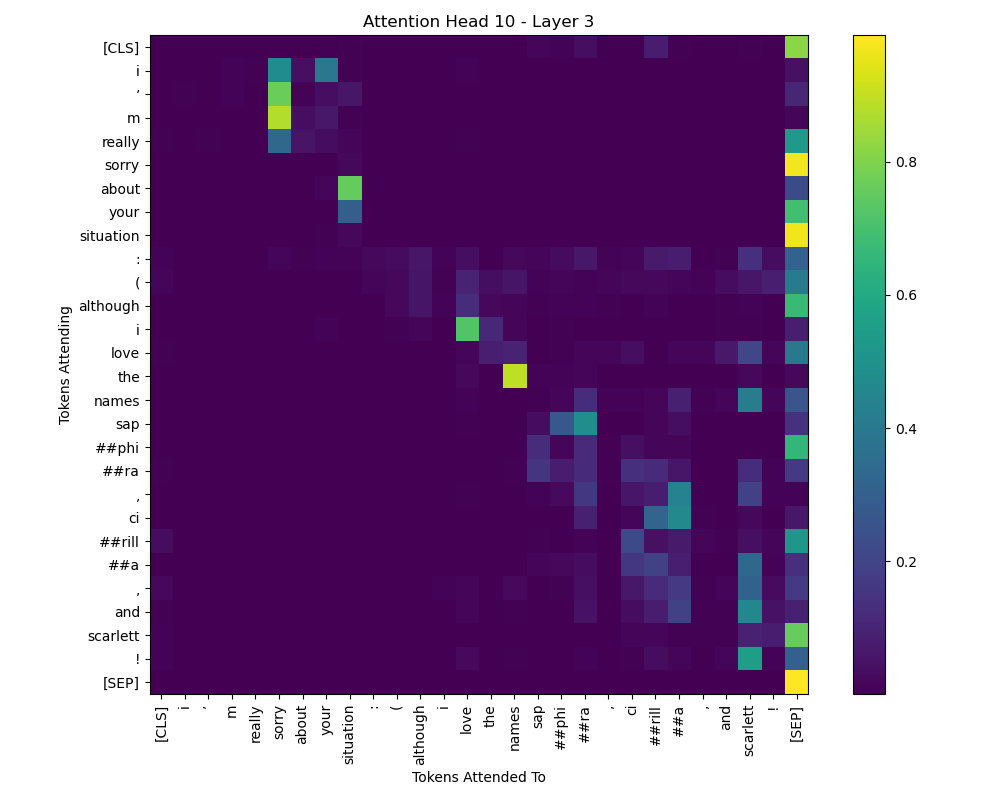 Attention Head 10 - Layer 3
Tokens Attending
[CLS]
i
’
m
really
sorry
about
your
situation
:
(
although
i
love
the
names
sap
##phi
##ra
,
ci
##rill
##a
,
and
scarlett
!
[SEP]
[CLS]
i
’
m
really
sorry
about
your
situation
:
(
although
i
love
the
names
sap
##phi
##ra
,
ci
##rill
##a
,
and
scarlett
!
[SEP]
Tokens Attended To
0.8
0.6
0.4
0.2